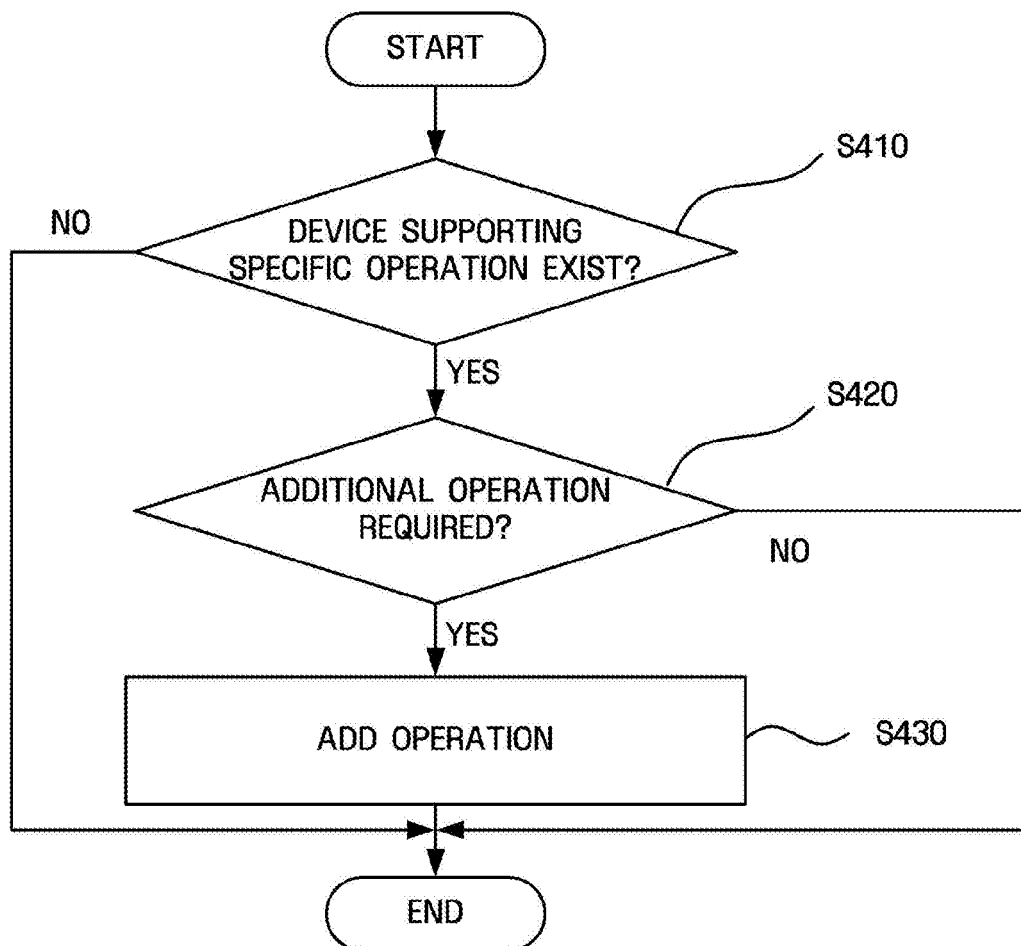 START
S410
NO
DEVICE SUPPORTING
SPECIFIC OPERATION EXIST?
YES
S420
ADDITIONAL OPERATION
REQUIRED?
NO
YES
ADD OPERATION
S430
END